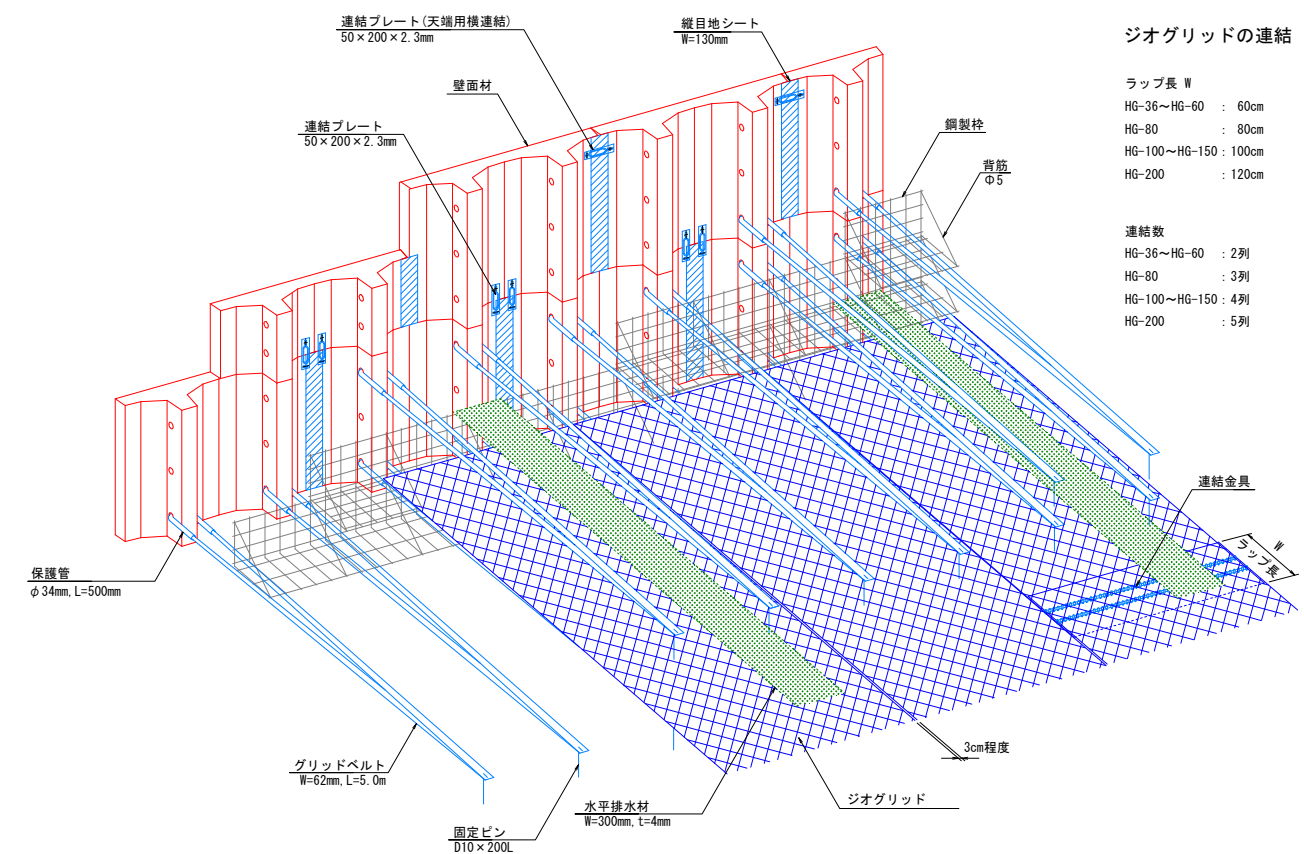 連結プレート(天端用横連結)
50×200×2.3mm
縦目地シート
W=130mm
壁面材
連結プレート
50×200×2.3mm
鋼製枠
背筋
Φ5
ジオグリッドの連結
ラップ長 W
HG-36～HG-60 : 60cm
HG-80 : 80cm
HG-100～HG-150 : 100cm
HG-200 : 120cm
連結数
HG-36～HG-60 : 2列
HG-80 : 3列
HG-100～HG-150 : 4列
HG-200 : 5列
連結金具
W
ラップ長
保護管
φ34mm,L=500mm
グリッドベルト
W=62mm,L=5.0m
固定ピン
D10×200L
水平排水材
W=300mm,t=4mm
ジオグリッド
3cm程度